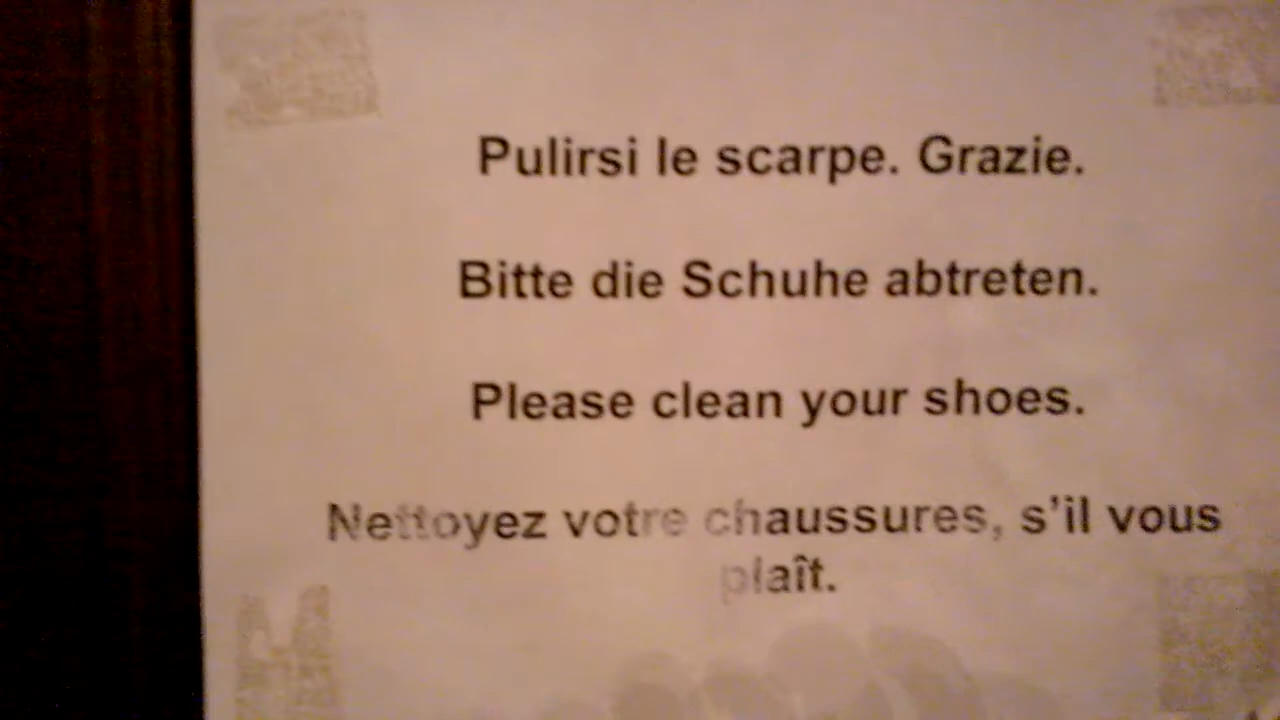 Pulirsi le scarpe. Grazie.
Bitte die Schuhe abtreten.
Please clean your shoes.
Nettoyez votre chaussures, s'il vous
plaît.